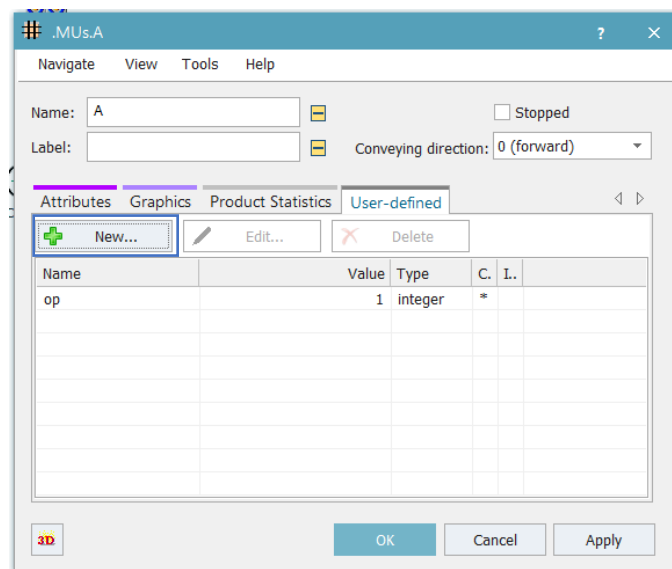 .MUs.A ? ×
Navigate View Tools Help
Name: A Stopped
Label: Conveying direction: 0 (forward)
Attributes Graphics Product Statistics User-defined
New... Edit... Delete
Name Value Type C. I..
op 1 integer *
3D OK Cancel Apply